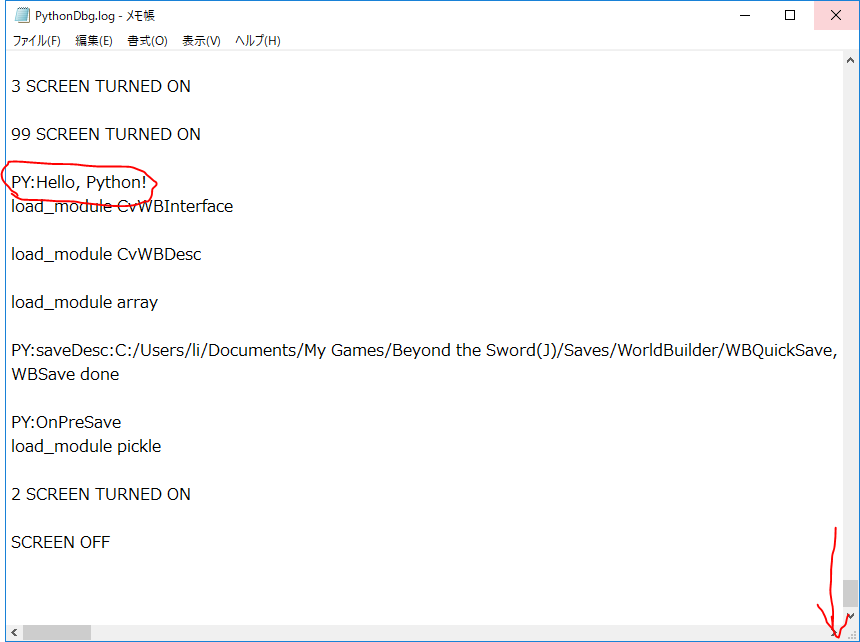 PythonDbg.log - メモ帳
ファイル(F) 編集(E) 書式(O) 表示(V) ヘルプ(H)
3 SCREEN TURNED ON
99 SCREEN TURNED ON
PY:Hello, Python!
load_module CvWBInterface
load_module CvWBDesc
load_module array
PY:saveDesc:C:/Users/li/Documents/My Games/Beyond the Sword(J)/Saves/WorldBuilder/WBQuickSave,
WBSave done
PY:OnPreSave
load_module pickle
2 SCREEN TURNED ON
SCREEN OFF